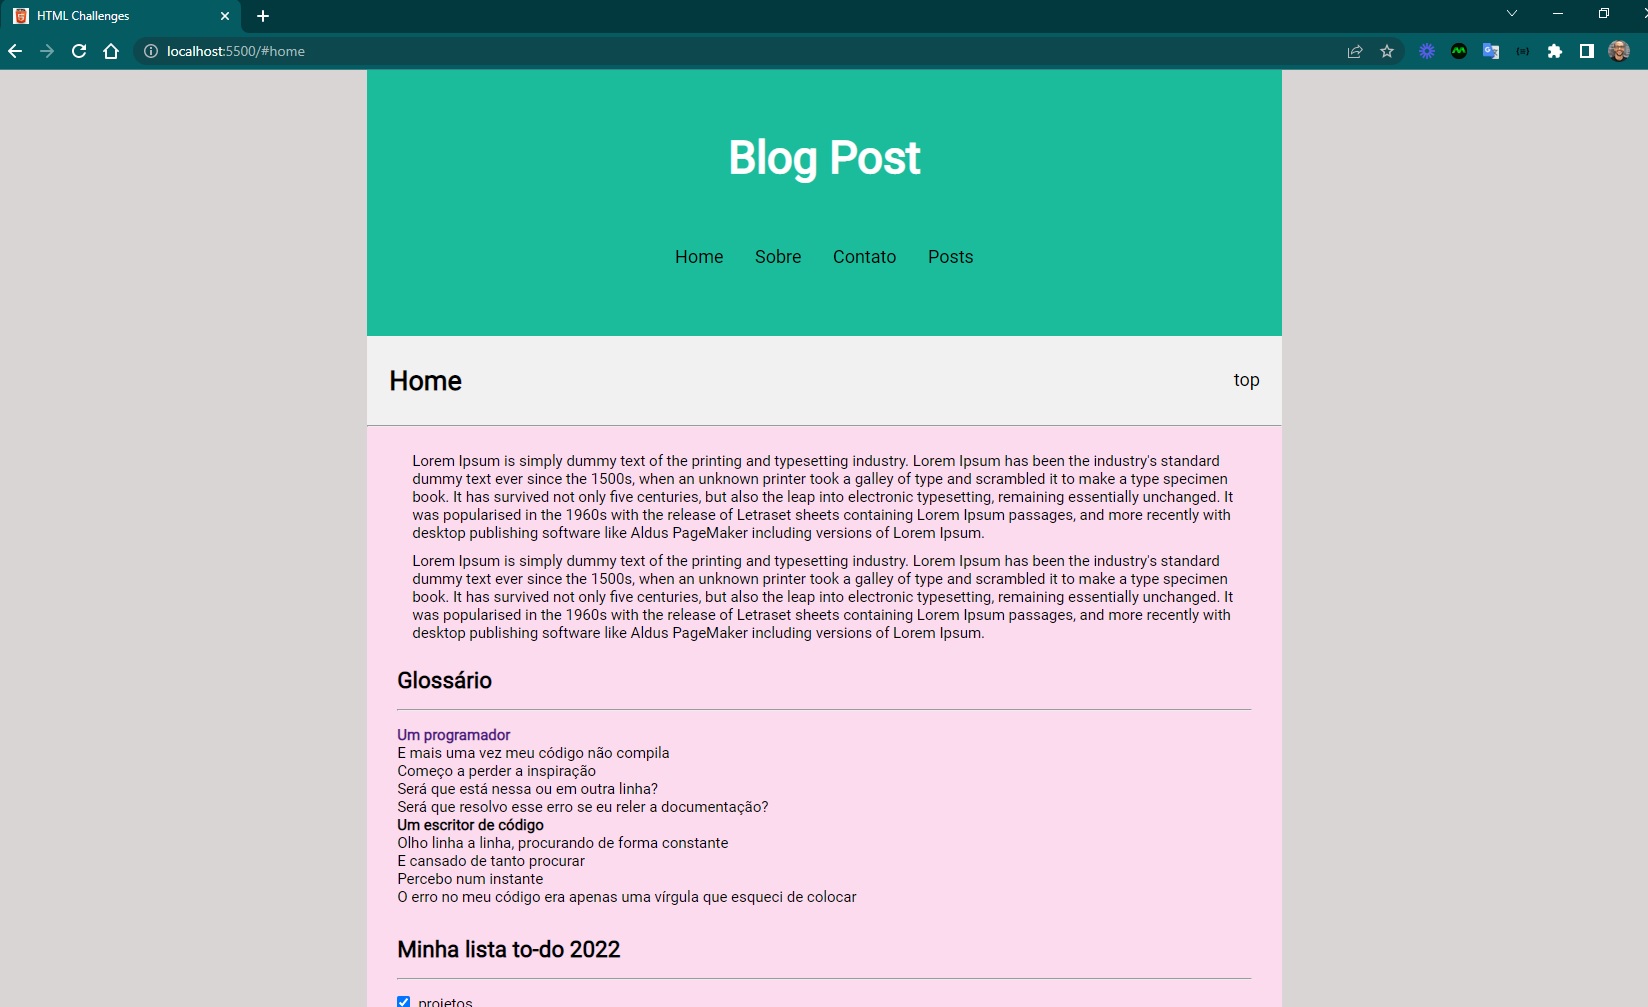 HTML Challenges
localhost:5500/#home
Blog Post
Home Sobre Contato Posts
Home
top
Lorem Ipsum is simply dummy text of the printing and typesetting industry. Lorem Ipsum has been the industry's standard
dummy text ever since the 1500s, when an unknown printer took a galley of type and scrambled it to make a type specimen
book. It has survived not only five centuries, but also the leap into electronic typesetting, remaining essentially unchanged. It
was popularised in the 1960s with the release of Letraset sheets containing Lorem Ipsum passages, and more recently with
desktop publishing software like Aldus PageMaker including versions of Lorem Ipsum.
Lorem Ipsum is simply dummy text of the printing and typesetting industry. Lorem Ipsum has been the industry's standard
dummy text ever since the 1500s, when an unknown printer took a galley of type and scrambled it to make a type specimen
book. It has survived not only five centuries, but also the leap into electronic typesetting, remaining essentially unchanged. It
was popularised in the 1960s with the release of Letraset sheets containing Lorem Ipsum passages, and more recently with
desktop publishing software like Aldus PageMaker including versions of Lorem Ipsum.
Glossário
Um programador
E mais uma vez meu código não compila
Começo a perder a inspiração
Será que está nessa ou em outra linha?
Será que resolvo esse erro se eu reler a documentação?
Um escritor de código
Olho linha a linha, procurando de forma constante
E cansado de tanto procurar
Percebo num instante
O erro no meu código era apenas uma vírgula que esqueci de colocar
Minha lista to-do 2022
projetos